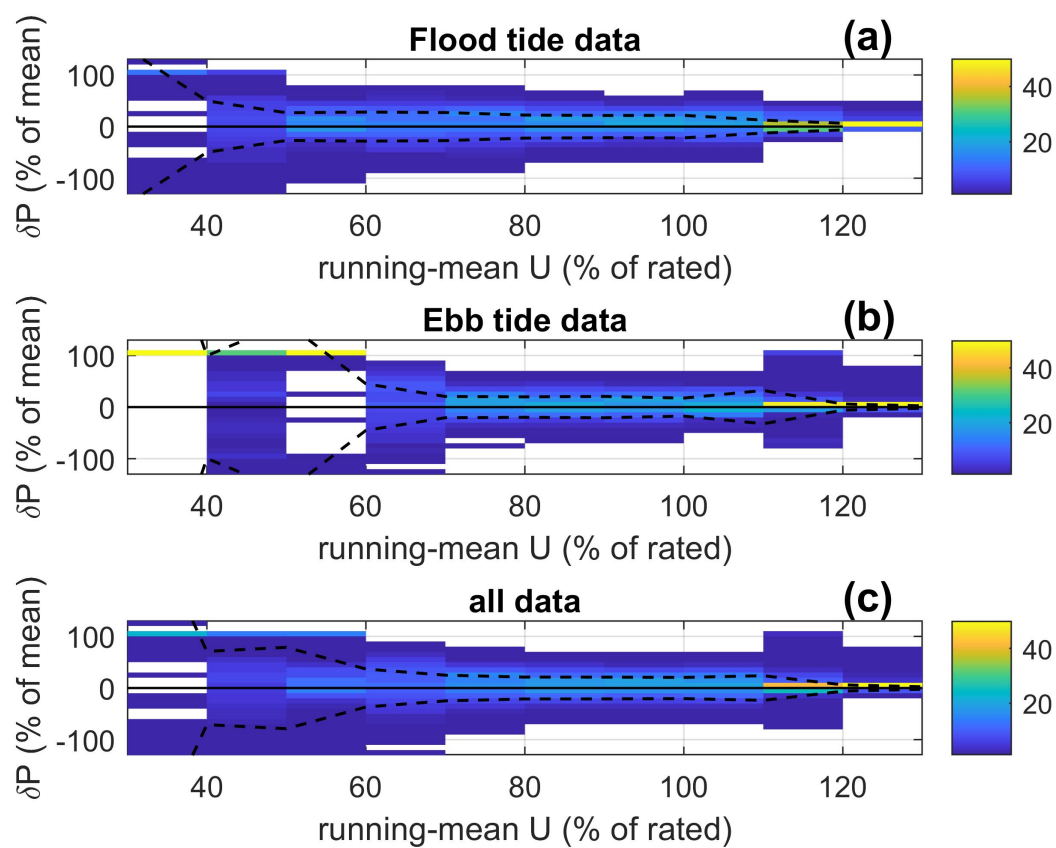 Flood tide data
(a)
δP (% of mean)
100
0
-100
40 60 80 100 120
running-mean U (% of rated)
40
20
Ebb tide data
(b)
δP (% of mean)
100
0
-100
40 60 80 100 120
running-mean U (% of rated)
40
20
all data
(c)
δP (% of mean)
100
0
-100
40 60 80 100 120
running-mean U (% of rated)
40
20